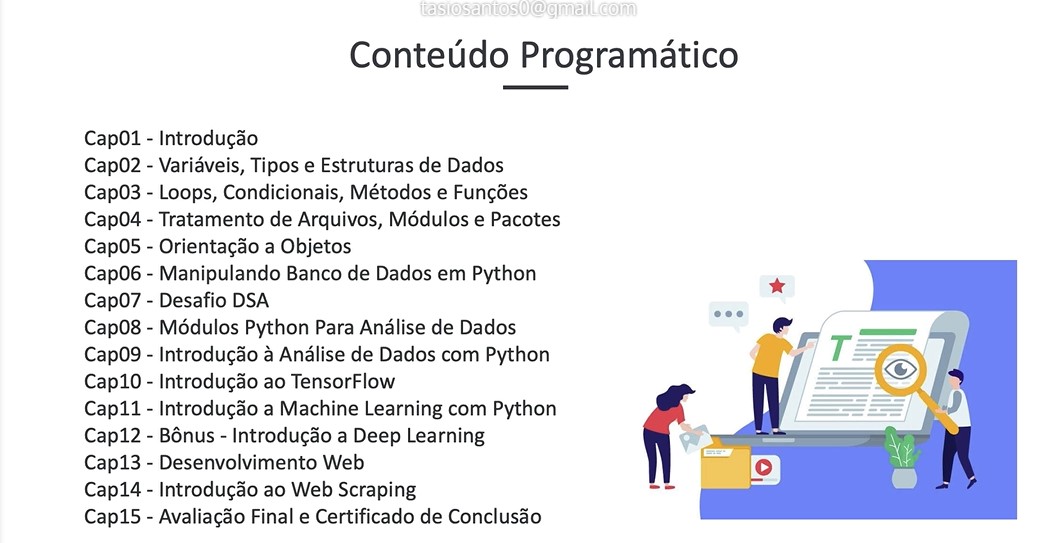 tasiosantos0@gmail.com
Conteúdo Programático
Cap01 - Introdução
Cap02 - Variáveis, Tipos e Estruturas de Dados
Cap03 - Loops, Condicionais, Métodos e Funções
Cap04 - Tratamento de Arquivos, Módulos e Pacotes
Cap05 - Orientação a Objetos
Cap06 - Manipulando Banco de Dados em Python
Cap07 - Desafio DSA
Cap08 - Módulos Python Para Análise de Dados
Cap09 - Introdução à Análise de Dados com Python
Cap10 - Introdução ao TensorFlow
Cap11 - Introdução a Machine Learning com Python
Cap12 - Bônus - Introdução a Deep Learning
Cap13 - Desenvolvimento Web
Cap14 - Introdução ao Web Scraping
Cap15 - Avaliação Final e Certificado de Conclusão
T